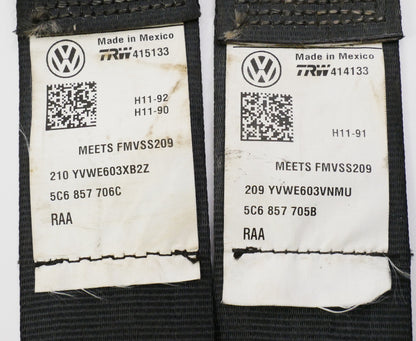 Made in Mexico
TRW 415133
H11-92
H11-90
MEETS FMVSS209
210 YVWE603XB2Z
5C6 857 706C
RAA
Made in Mexico
TRW 414133
H11-91
MEETS FMVSS209
209 YVWE603VNMU
5C6 857 705B
RAA